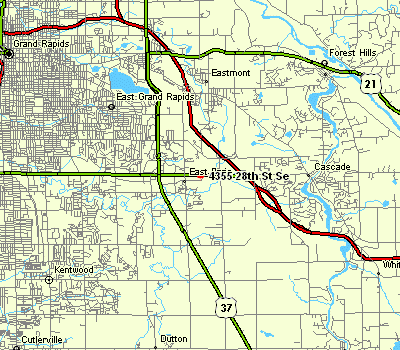 Grand Rapids
Forest Hills
Eastmont
21
East Grand Rapids
Cascade
East
4355 28th St Se
Whit
Kentwood
37
Dutton
Cutlerville